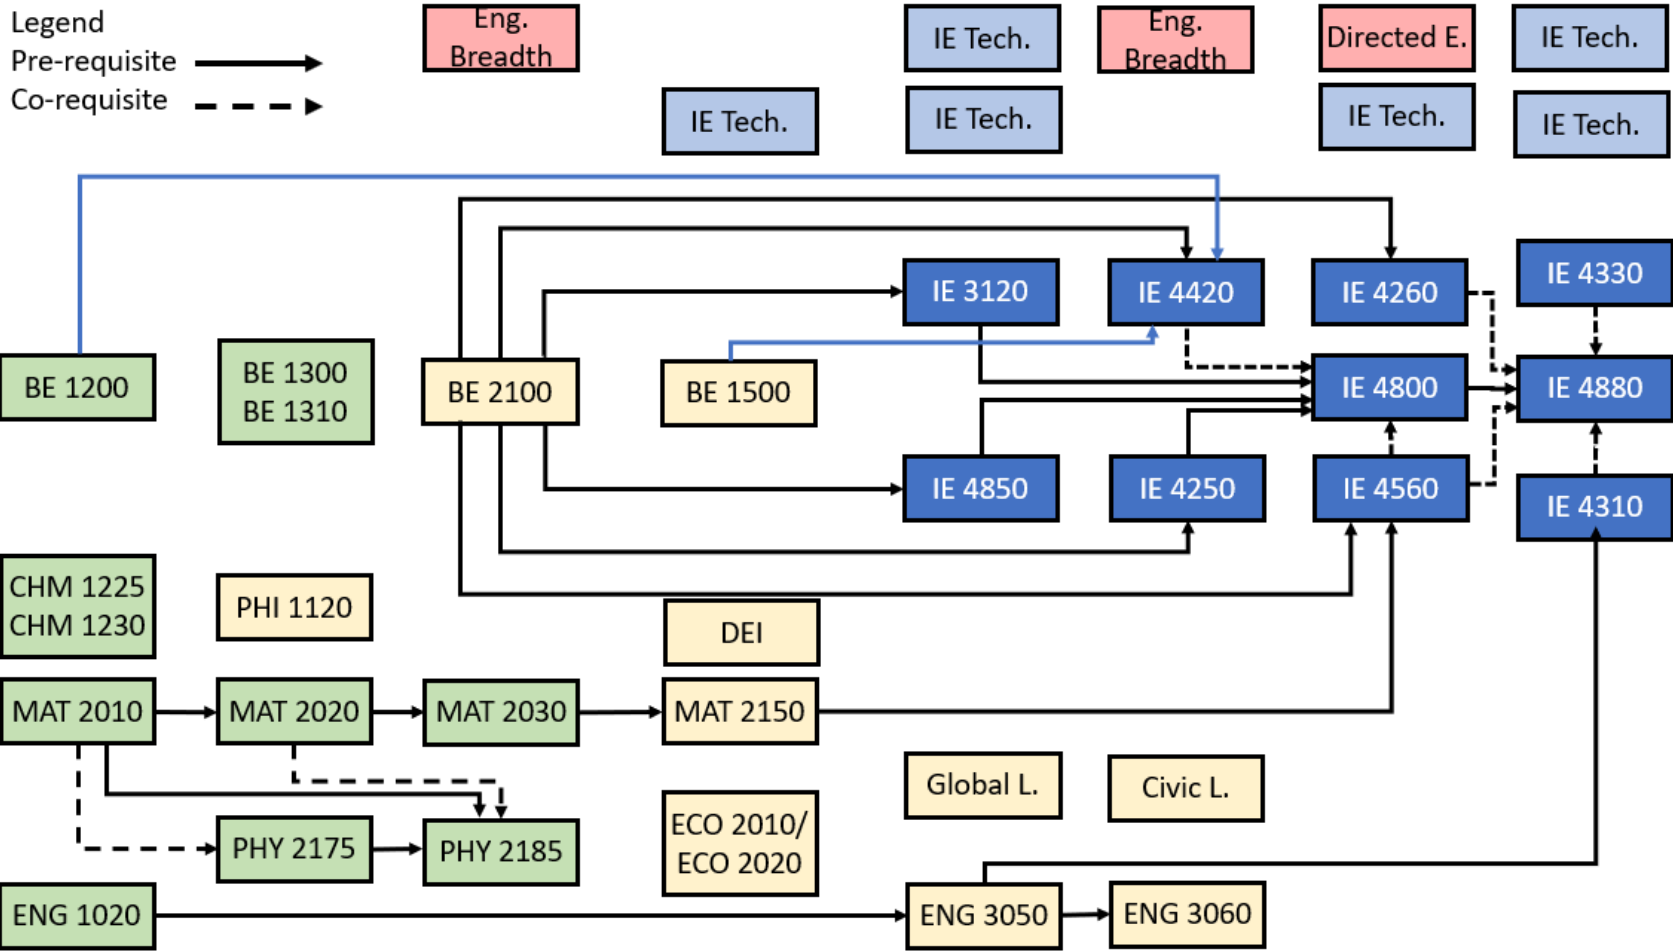 Legend
Pre-requisite
Co-requisite
Eng.
Breadth
IE Tech.
Eng.
Breadth
Directed E.
IE Tech.
IE Tech.
IE Tech.
IE Tech.
IE Tech.
IE 3120
IE 4420
IE 4260
IE 4330
BE 1200
BE 1300
BE 1310
BE 2100
BE 1500
IE 4800
IE 4880
IE 4850
IE 4250
IE 4560
IE 4310
CHM 1225
CHM 1230
PHI 1120
DEI
MAT 2010
MAT 2020
MAT 2030
MAT 2150
Global L.
Civic L.
PHY 2175
PHY 2185
ECO 2010/
ECO 2020
ENG 1020
ENG 3050
ENG 3060